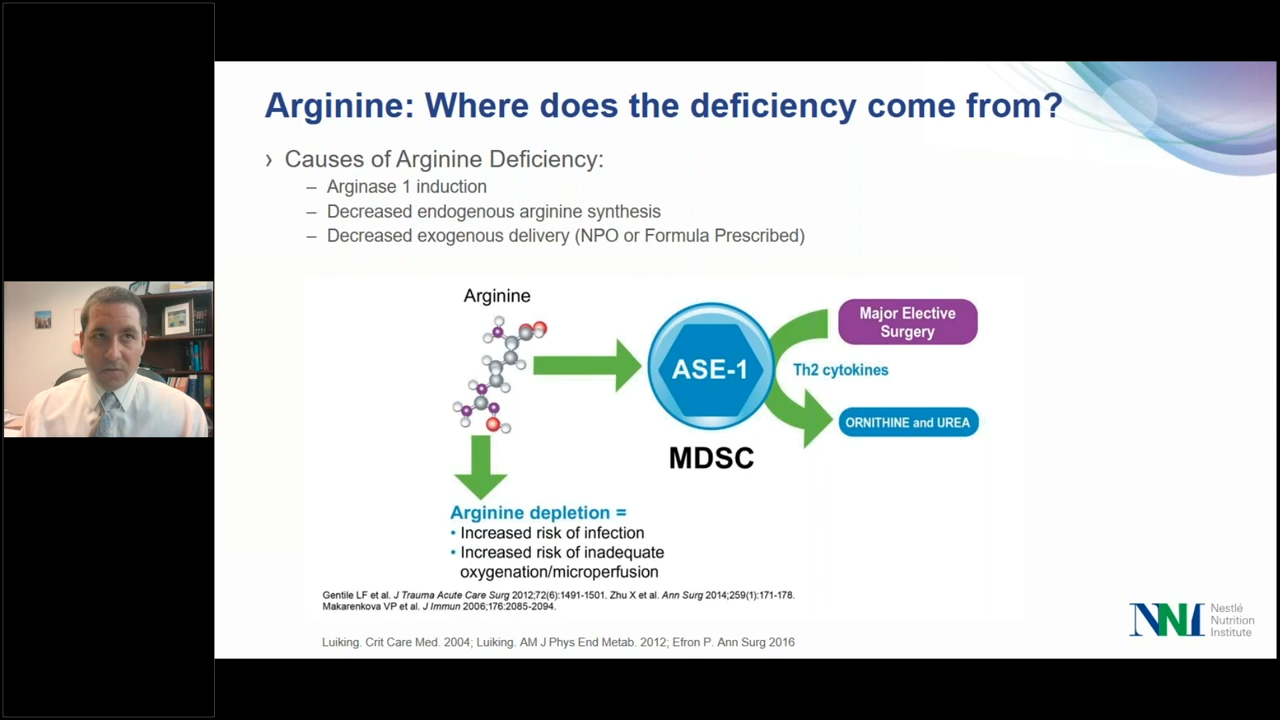 Arginine: Where does the deficiency come from?
› Causes of Arginine Deficiency:
– Arginase 1 induction
– Decreased endogenous arginine synthesis
– Decreased exogenous delivery (NPO or Formula Prescribed)
Arginine
ASE-1
MDSC
Major Elective
Surgery
Th2 cytokines
ORNITHINE and UREA
Arginine depletion =
• Increased risk of infection
• Increased risk of inadequate
oxygenation/microperfusion
Gentile LF et al. J Trauma Acute Care Surg 2012;72(6):1491-1501. Zhu X et al. Ann Surg 2014;259(1):171-178.
Makarenkova VP et al. J Immun 2006;176:2085-2094.
Luiking. Crit Care Med. 2004; Luiking. AM J Phys End Metab. 2012; Efron P. Ann Surg 2016
NNI
Nestlé
Nutrition
Institute